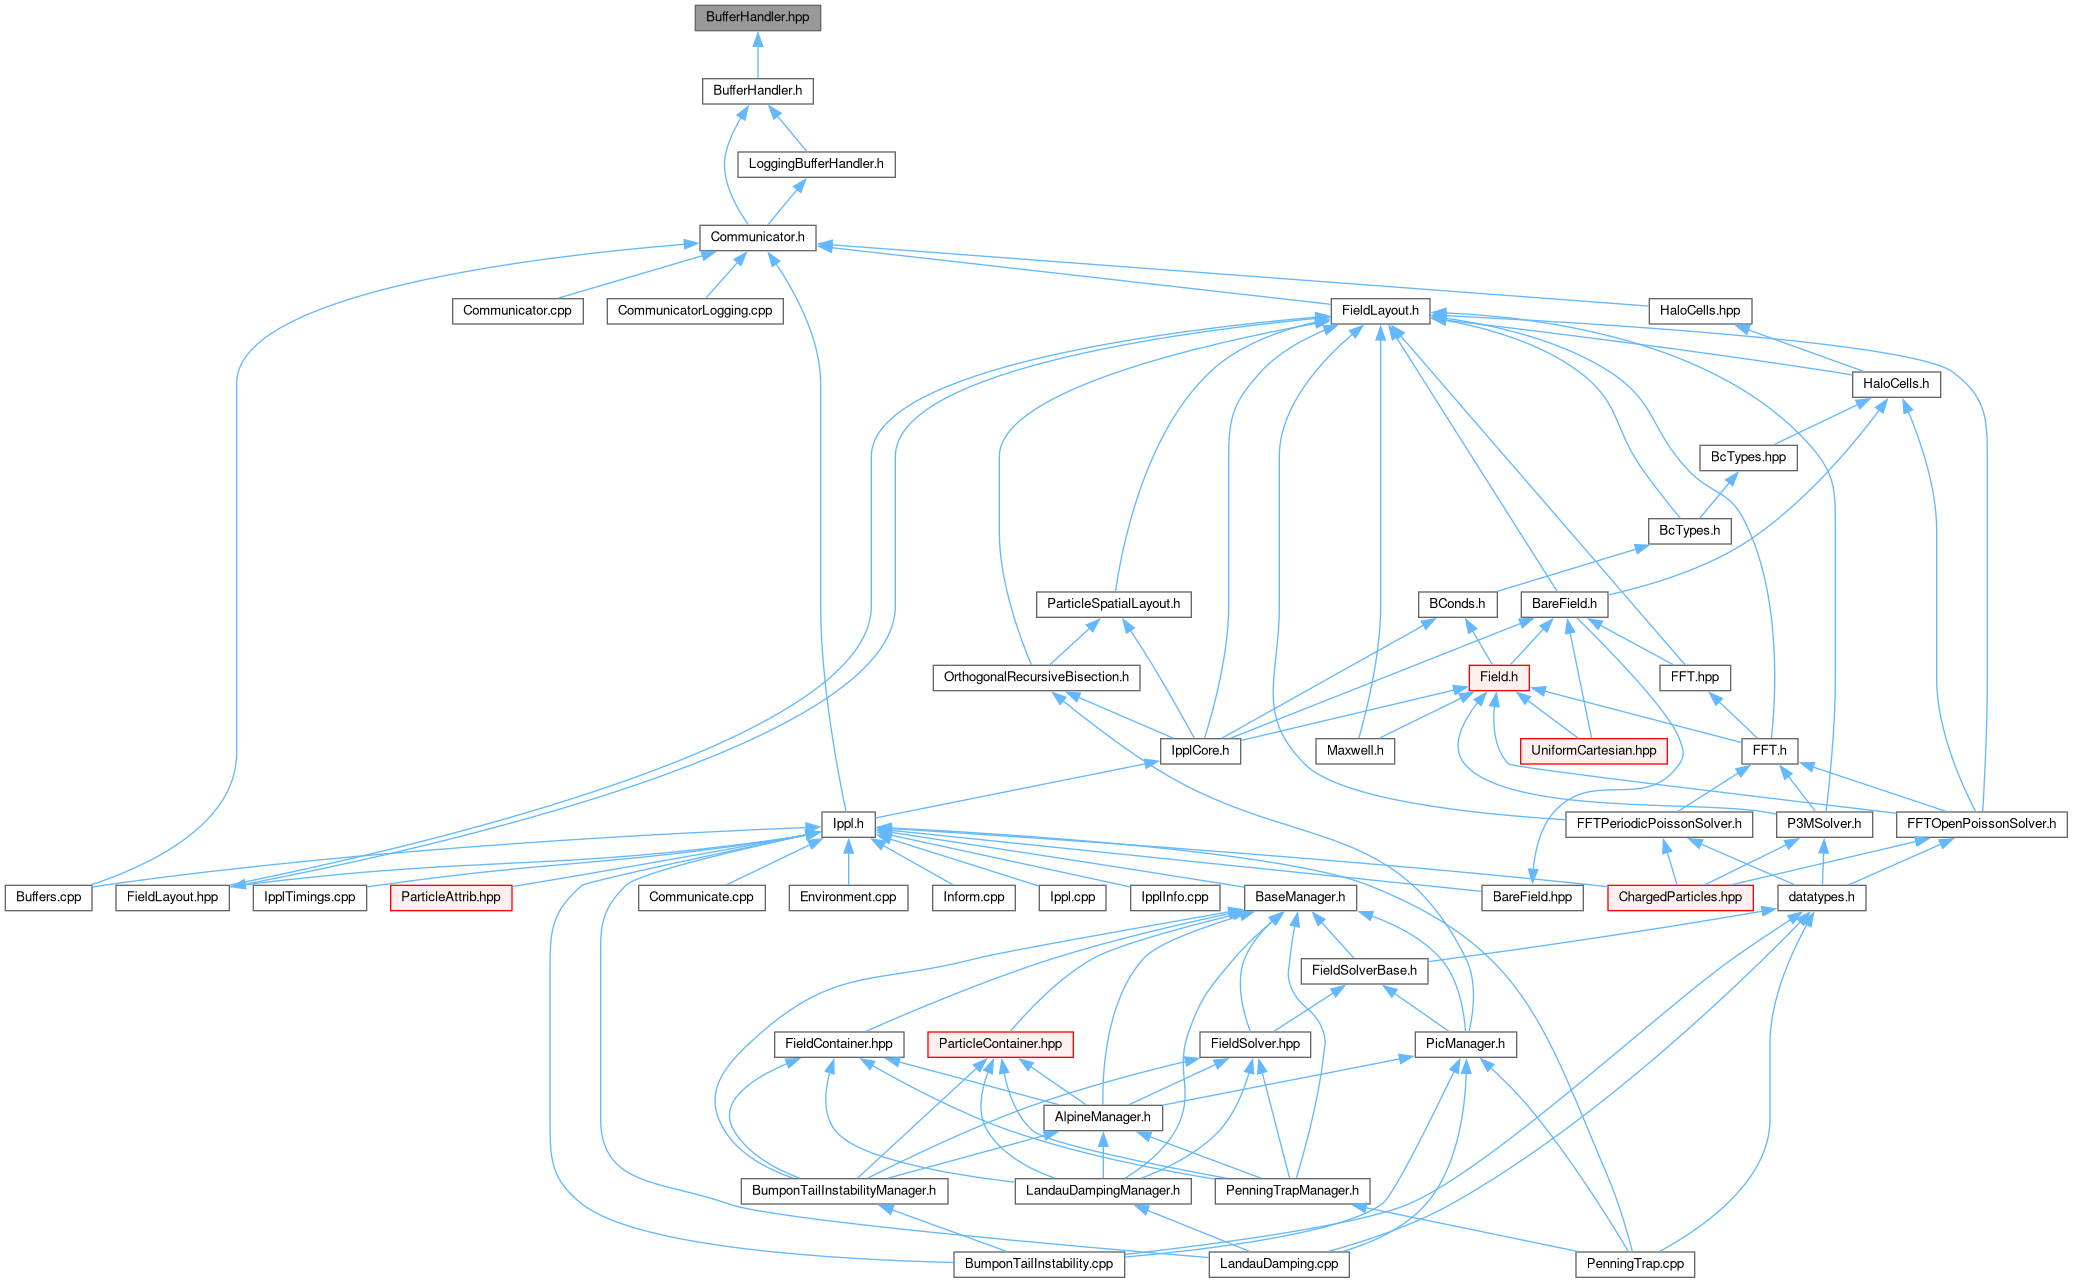 BufferHandler.hpp
BufferHandler.h
LoggingBufferHandler.h
Communicator.h
Communicator.cpp
CommunicatorLogging.cpp
FieldLayout.h
HaloCells.hpp
HaloCells.h
BcTypes.hpp
BcTypes.h
ParticleSpatialLayout.h
BConds.h
BareField.h
OrthogonalRecursiveBisection.h
Field.h
FFT.hpp
IpplCore.h
Maxwell.h
UniformCartesian.hpp
FFT.h
Ippl.h
FFTPeriodicPoissonSolver.h
P3MSolver.h
FFTOpenPoissonSolver.h
Buffers.cpp
FieldLayout.hpp
IpplTimings.cpp
ParticleAttrib.hpp
Communicate.cpp
Environment.cpp
Inform.cpp
Ippl.cpp
IpplInfo.cpp
BaseManager.h
BareField.hpp
ChargedParticles.hpp
datatypes.h
FieldSolverBase.h
FieldContainer.hpp
ParticleContainer.hpp
FieldSolver.hpp
PicManager.h
AlpineManager.h
BumponTailInstabilityManager.h
LandauDampingManager.h
PenningTrapManager.h
BumponTailInstability.cpp
LandauDamping.cpp
PenningTrap.cpp